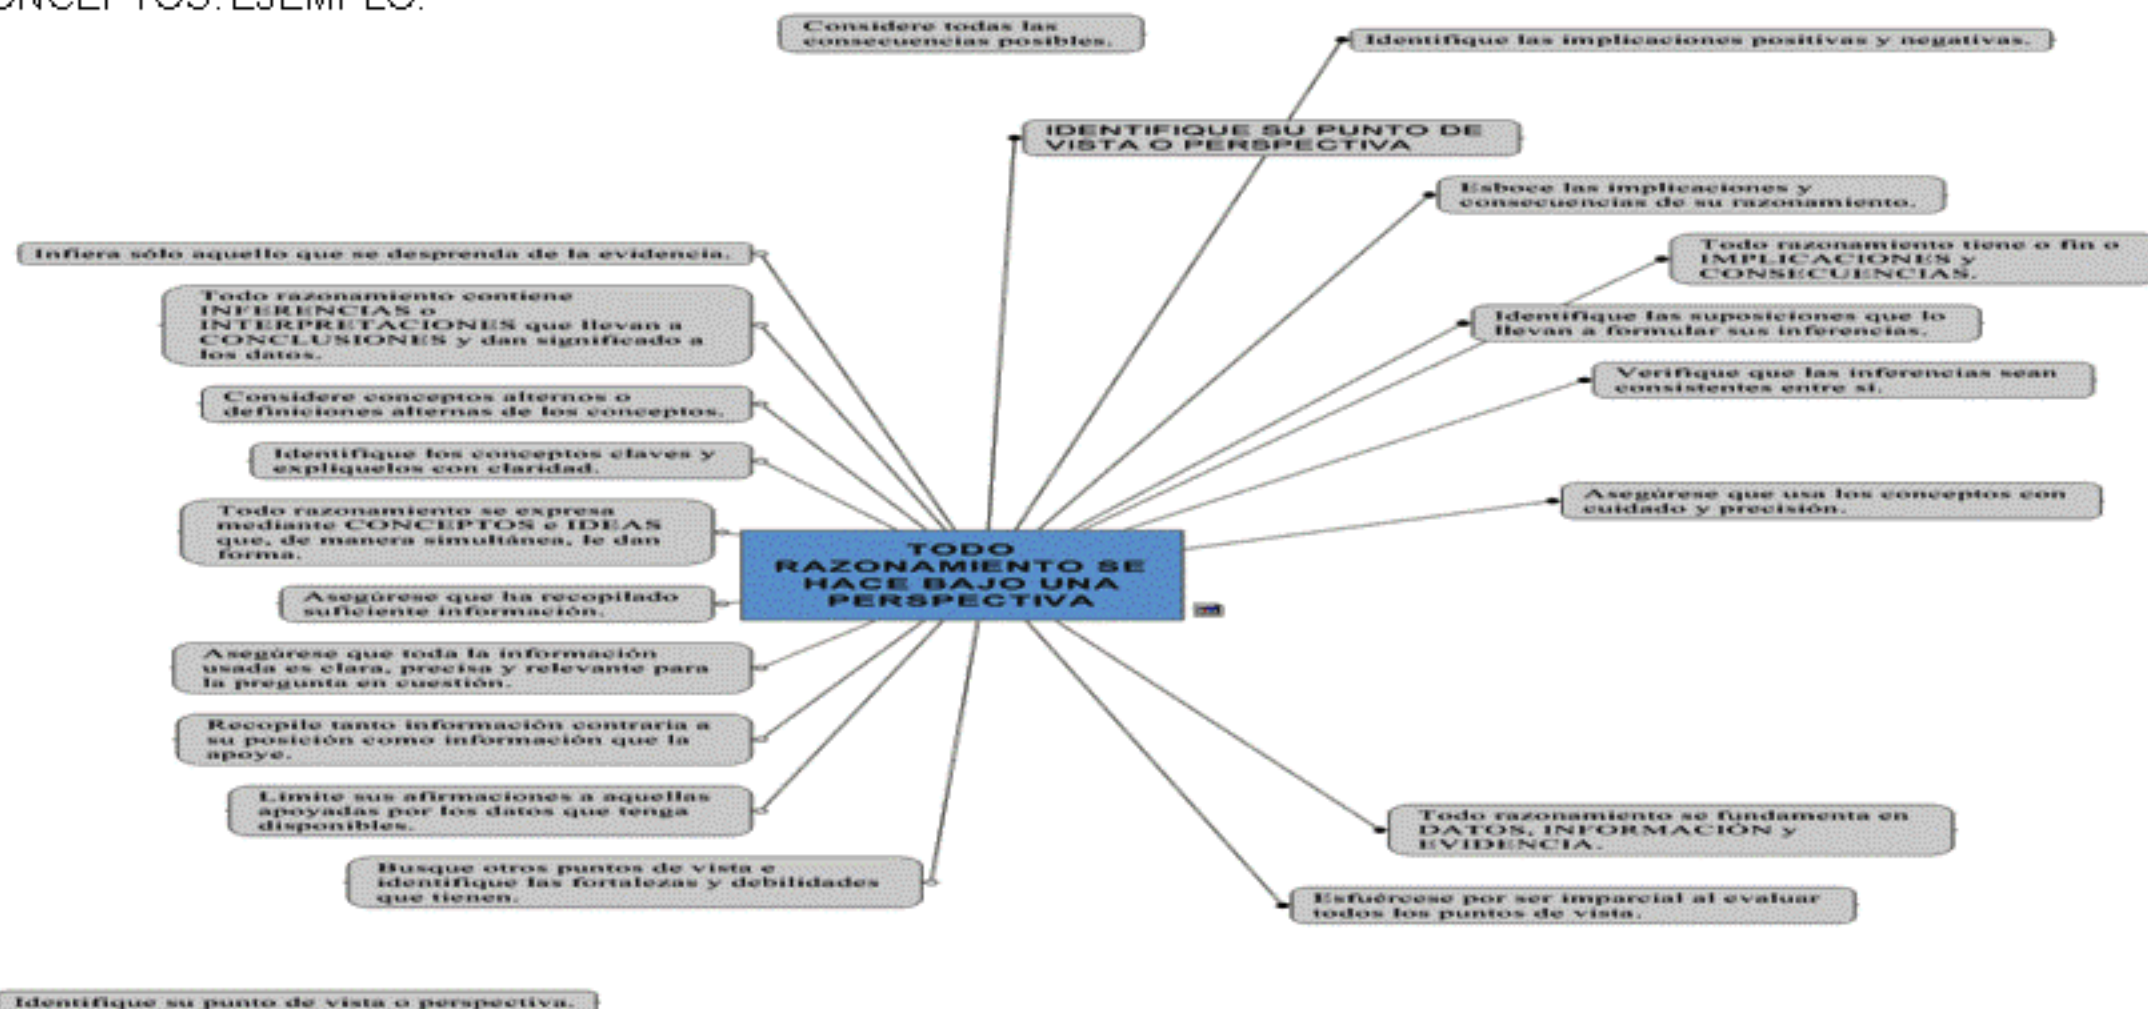 CONCEPTOS. EJEMPLO.
Considere todas las
consecuencias posibles.
Identifique las implicaciones positivas y negativas.
IDENTIFIQUE SU PUNTO DE
VISTA O PERSPECTIVA
Esboce las implicaciones y
consecuencias de su razonamiento.
Todo razonamiento tiene o fin o
IMPLICACIONES y
CONSECUENCIAS.
Identifique las suposiciones que lo
llevan a formular sus inferencias.
Verifique que las inferencias sean
consistentes entre si.
Asegúrese que usa los conceptos con
cuidado y precisión.
Infiera sólo aquello que se desprenda de la evidencia.
Todo razonamiento contiene
INFERENCIAS o
INTERPRETACIONES que llevan a
CONCLUSIONES y dan significado a
los datos.
Considere conceptos alternos o
definiciones alternas de los conceptos.
Identifique los conceptos claves y
explíquelos con claridad.
Todo razonamiento se expresa
mediante CONCEPTOS e IDEAS
que, de manera simultánea, le dan
forma.
Asegúrese que ha recopilado
suficiente información.
Asegúrese que toda la información
usada es clara, precisa y relevante para
la pregunta en cuestión.
Recopile tanto información contraria a
su posición como información que la
apoye.
Limite sus afirmaciones a aquellas
apoyadas por los datos que tenga
disponibles.
Busque otros puntos de vista e
identifique las fortalezas y debilidades
que tienen.
TODO
RAZONAMIENTO SE
HACE BAJO UNA
PERSPECTIVA
Todo razonamiento se fundamenta en
DATOS, INFORMACIÓN y
EVIDENCIA.
Esfuércese por ser imparcial al evaluar
todos los puntos de vista.
Identifique su punto de vista o perspectiva.